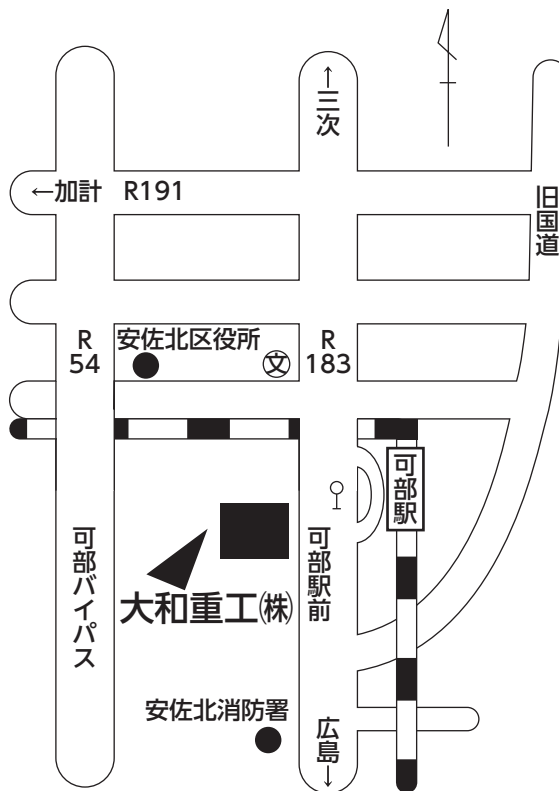 ↑三次
←加計 R191
旧国道
R
54
安佐北区役所
文
R
183
可部駅
可部バイパス
可部駅前
大和重工㈱
安佐北消防署
広島→